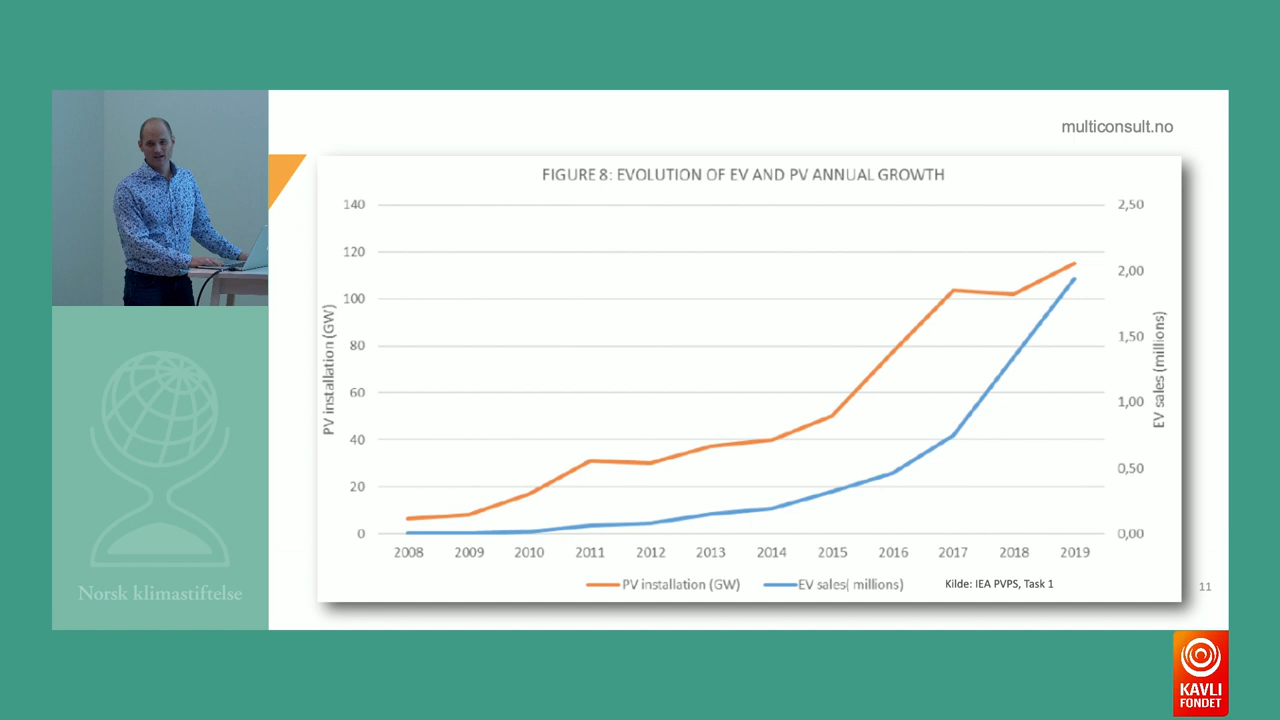 multiconsult.no
FIGURE 8: EVOLUTION OF EV AND PV ANNUAL GROWTH
140
120
100
80
60
40
20
0
PV installation (GW)
2,50
2,00
1,50
1,00
0,50
0,00
EV sales (millions)
2008 2009 2010 2011 2012 2013 2014 2015 2016 2017 2018 2019
PV installation (GW) EV sales( millions) Kilde: IEA PVPS, Task 1
11
Norsk klimastiftelse
KAVLI
FONDET